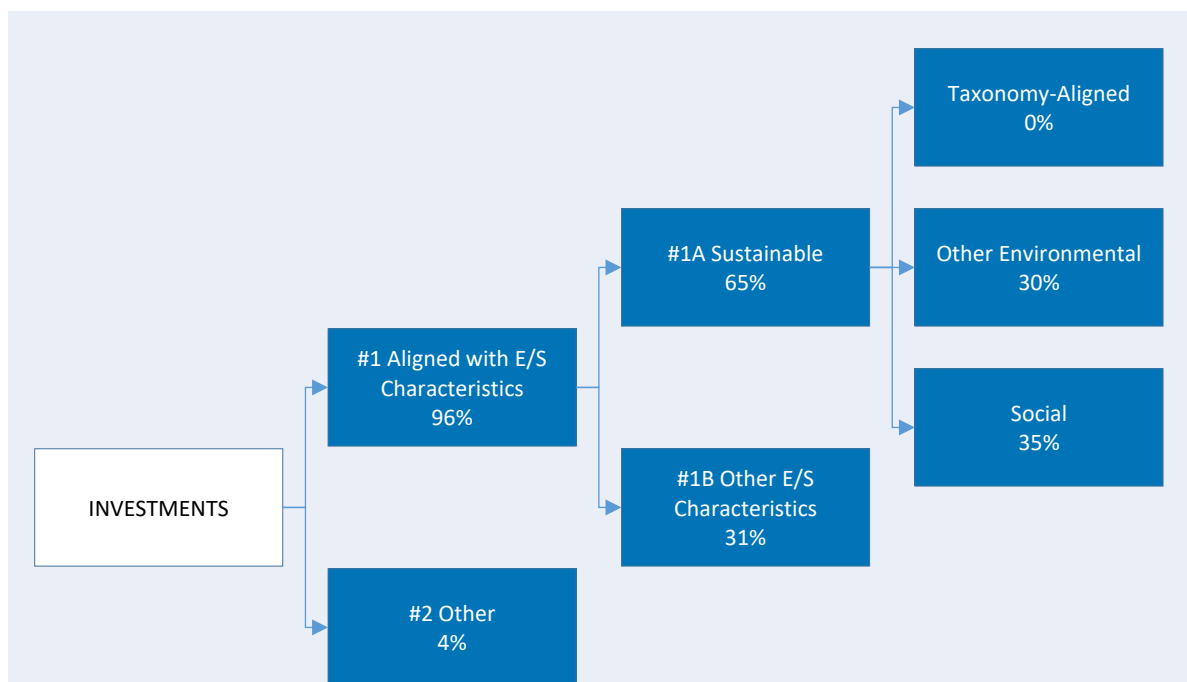 INVESTMENTS
#1 Aligned with E/S
Characteristics
96%
#2 Other
4%
#1A Sustainable
65%
#1B Other E/S
Characteristics
31%
Taxonomy-Aligned
0%
Other Environmental
30%
Social
35%